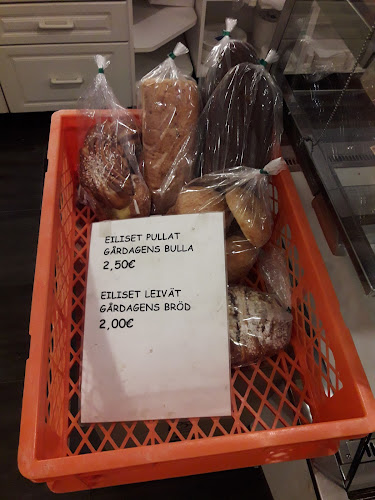 EILISET PULLAT
GÅRDAGENS BULLA
2,50€
EILISET LEIVÄT
GÅRDAGENS BRÖD
2,00€